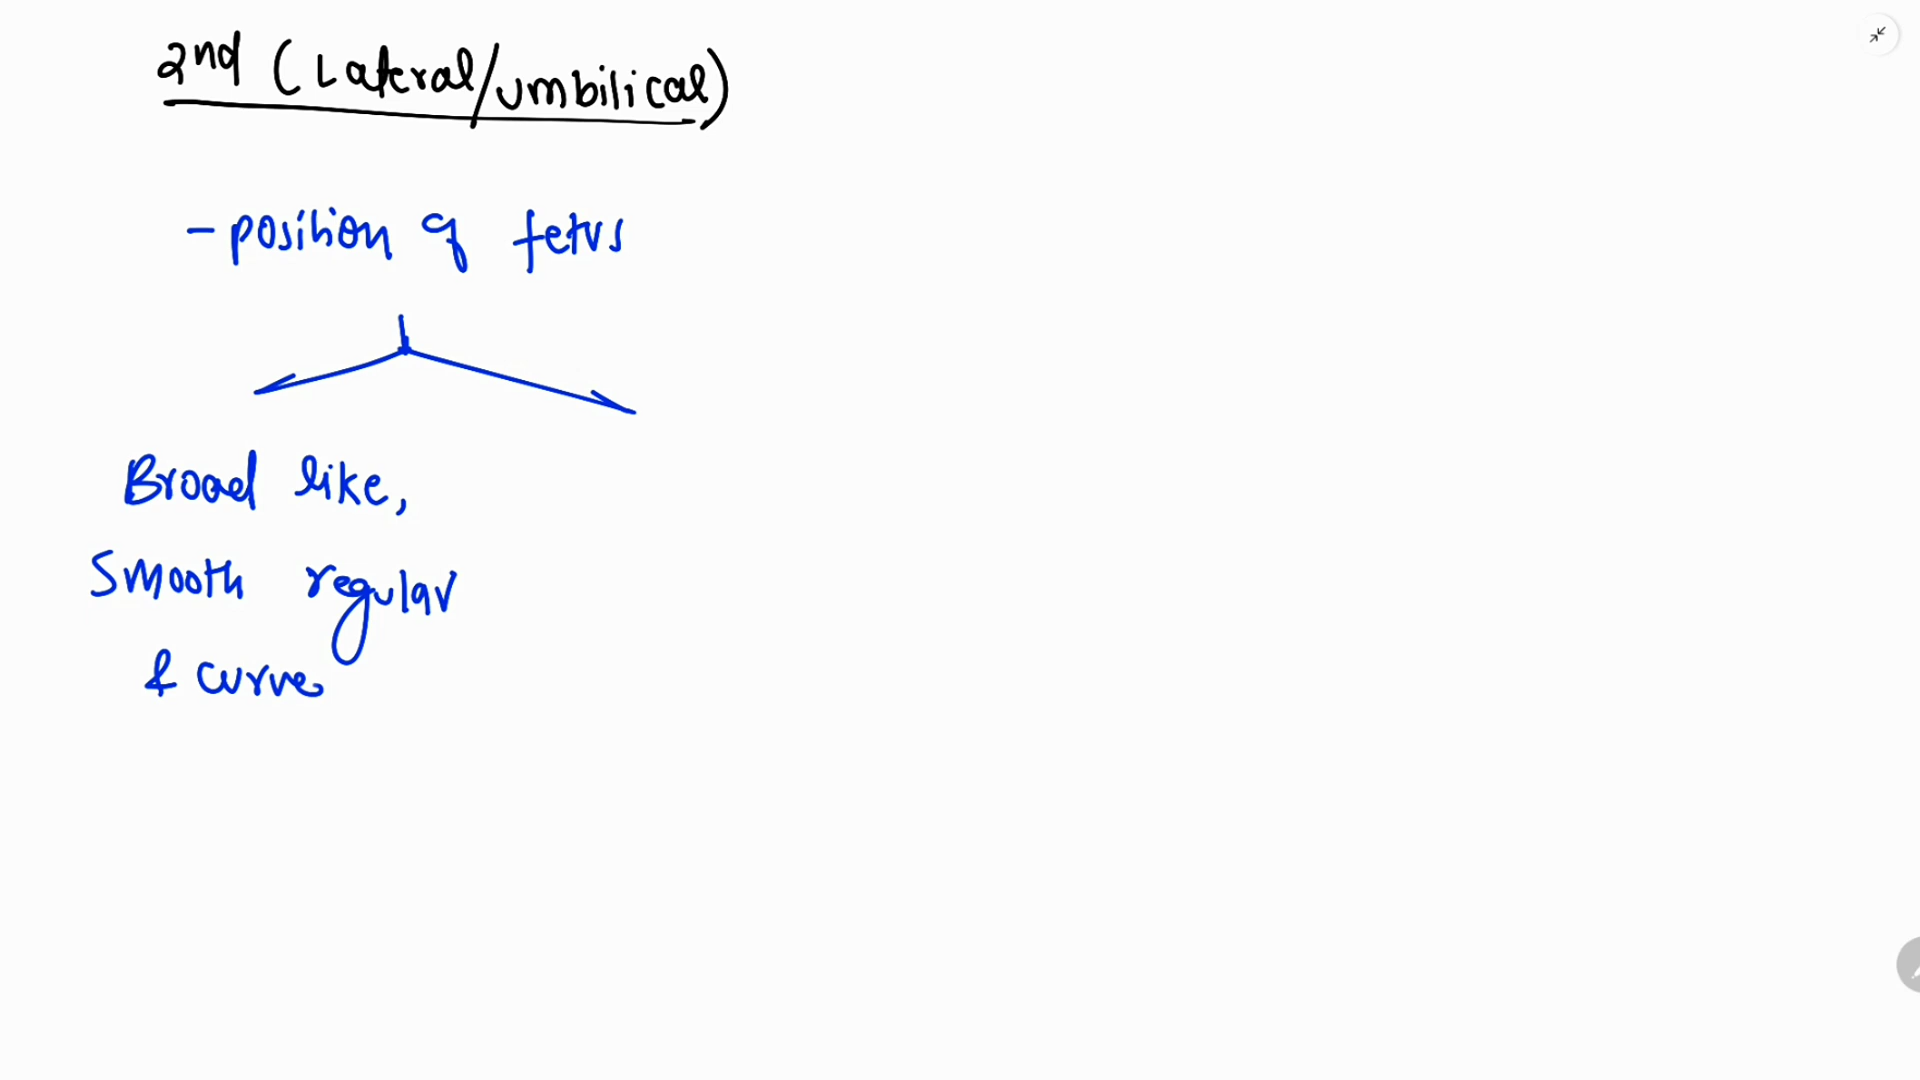 2nd (Lateral/umbilical)
- position of fetus
Broad like,
Smooth regular
& curve